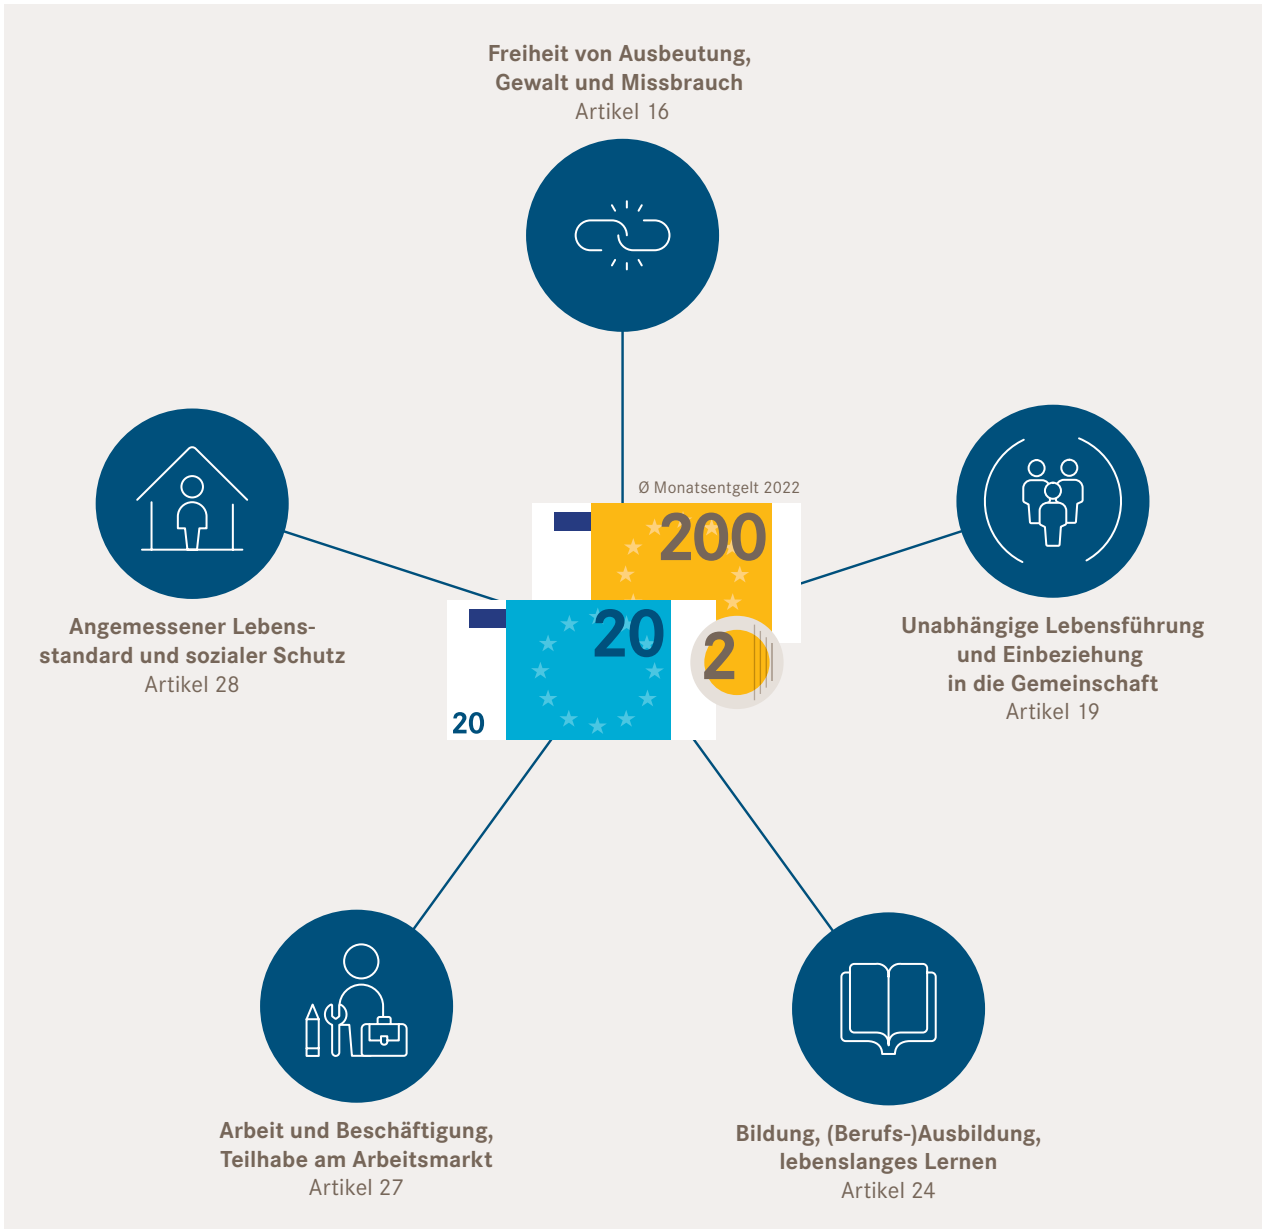 Freiheit von Ausbeutung,
Gewalt und Missbrauch
Artikel 16
Ø Monatsentgelt 2022
200
20
2
20
Angemessener Lebens-
standard und sozialer Schutz
Artikel 28
Unabhängige Lebensführung
und Einbeziehung
in die Gemeinschaft
Artikel 19
Arbeit und Beschäftigung,
Teilhabe am Arbeitsmarkt
Artikel 27
Bildung, (Berufs-)Ausbildung,
lebenslanges Lernen
Artikel 24